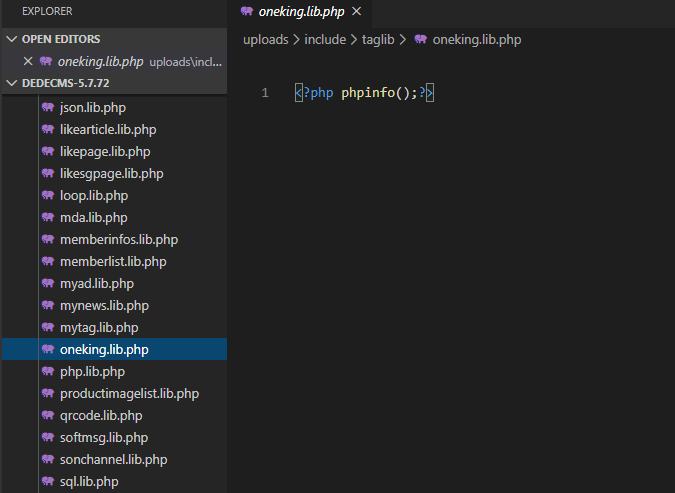 EXPLORER
OPEN EDITORS
oneking.lib.php uploads\incl...
DEDECMS-5.7.72
json.lib.php
likearticle.lib.php
likepage.lib.php
likesgpage.lib.php
loop.lib.php
mda.lib.php
memberinfos.lib.php
memberlist.lib.php
myad.lib.php
mynews.lib.php
mytag.lib.php
oneking.lib.php
php.lib.php
productimagelist.lib.php
qrcode.lib.php
softmsg.lib.php
sonchannel.lib.php
sql.lib.php
oneking.lib.php
uploads > include > taglib > oneking.lib.php
1 <?php phpinfo();?>